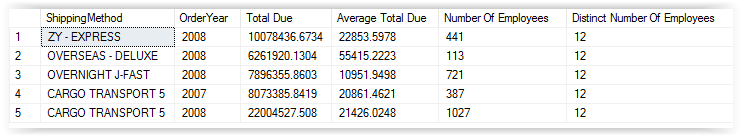 ShippingMethod OrderYear Total Due Average Total Due Number Of Employees Distinct Number Of Employees
1 ZY - EXPRESS 2008 10078436.6734 22853.5978 441 12
2 OVERSEAS - DELUXE 2008 6261920.1304 55415.2223 113 12
3 OVERNIGHT J-FAST 2008 7896355.8603 10951.9498 721 12
4 CARGO TRANSPORT 5 2007 8073385.8419 20861.4621 387 12
5 CARGO TRANSPORT 5 2008 22004527.508 21426.0248 1027 12